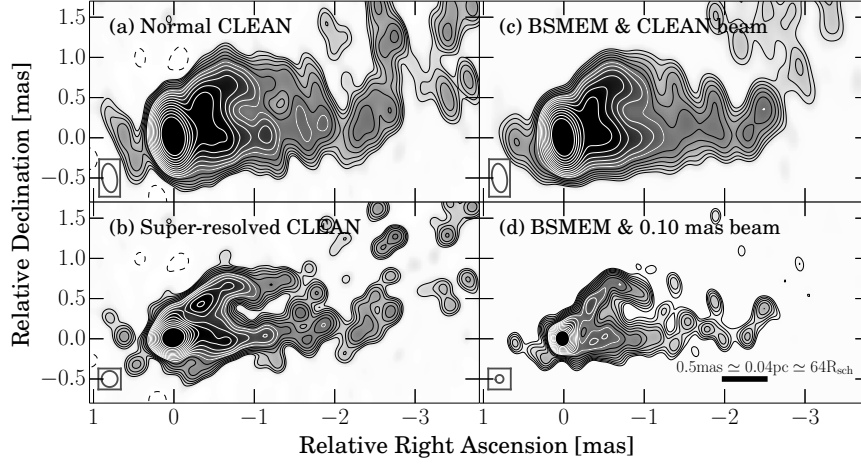 (a) Normal CLEAN
(c) BSMEM & CLEAN beam
1.5
1.0
0.5
0.0
−0.5
(b) Super-resolved CLEAN
(d) BSMEM & 0.10 mas beam
1.5
1.0
0.5
0.0
−0.5
0.5mas ≃ 0.04pc ≃ 64R_sch
1 0 −1 −2 −3
0 −1 −2 −3
Relative Right Ascension [mas]
Relative Declination [mas]